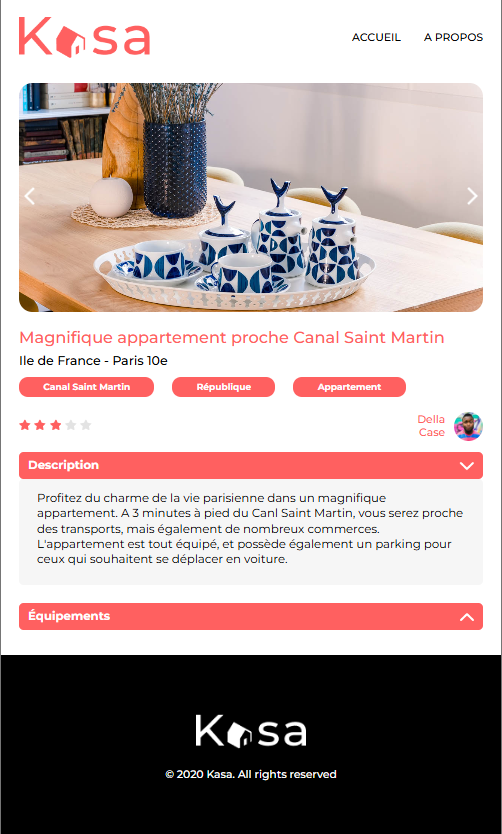 Kasa
ACCUEIL A PROPOS
Magnifique appartement proche Canal Saint Martin
Ile de France - Paris 10e
Canal Saint Martin République Appartement
Della
Case
Description
Profitez du charme de la vie parisienne dans un magnifique
appartement. A 3 minutes à pied du Canl Saint Martin, vous serez proche
des transports, mais également de nombreux commerces.
L'appartement est tout équipé, et possède également un parking pour
ceux qui souhaitent se déplacer en voiture.
Équipements
Kasa
© 2020 Kasa. All rights reserved